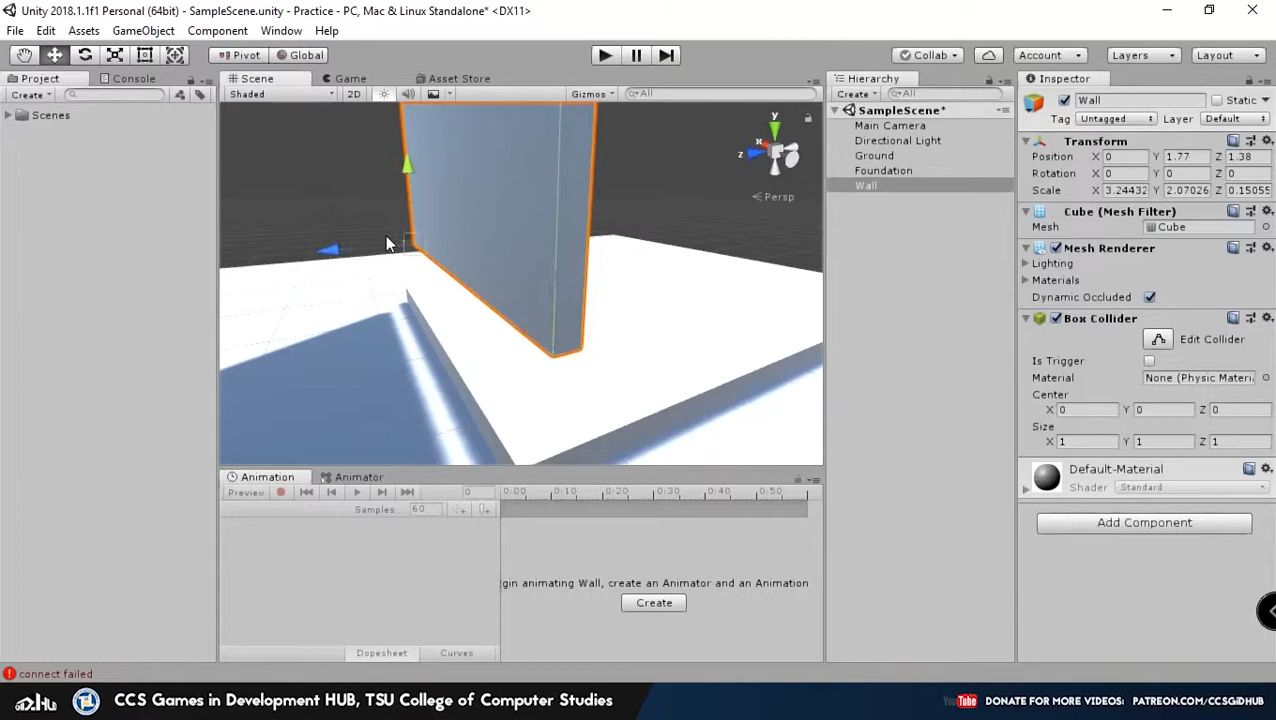 Unity 2018.1.1f1 Personal (64bit) - SampleScene.unity - Practice - PC, Mac & Linux Standalone* <DX11>
File Edit Assets GameObject Component Window Help
Pivot Global Collab Account Layers Layout
Project Console Scene Game Asset Store Hierarchy Inspector
Create Shaded 2D Gizmos All Create All Wall Static
Scenes
SampleScene*
Main Camera
Directional Light
Ground
Foundation
Wall
y
x
z
Persp
Tag Untagged Layer Default
Transform
Position X 0 Y 1.77 Z 1.38
Rotation X 0 Y 0 Z 0
Scale X 3.24432 Y 2.07026 Z 0.15055
Cube (Mesh Filter)
Mesh Cube
Mesh Renderer
Lighting
Materials
Dynamic Occluded
Box Collider
Edit Collider
Is Trigger
Material None (Physic Materi
Center
X 0 Y 0 Z 0
Size
X 1 Y 1 Z 1
Default-Material
Shader Standard
Add Component
Animation Animator
Preview 0 0:00 0:10 0:20 0:30 0:40 0:50
Samples 60
gin animating Wall, create an Animator and an Animation
Create
Dopesheet Curves
connect failed
CCS Games in Development HUB, TSU College of Computer Studies
YouTube DONATE FOR MORE VIDEOS: PATREON.COM/CCSGIDHUB